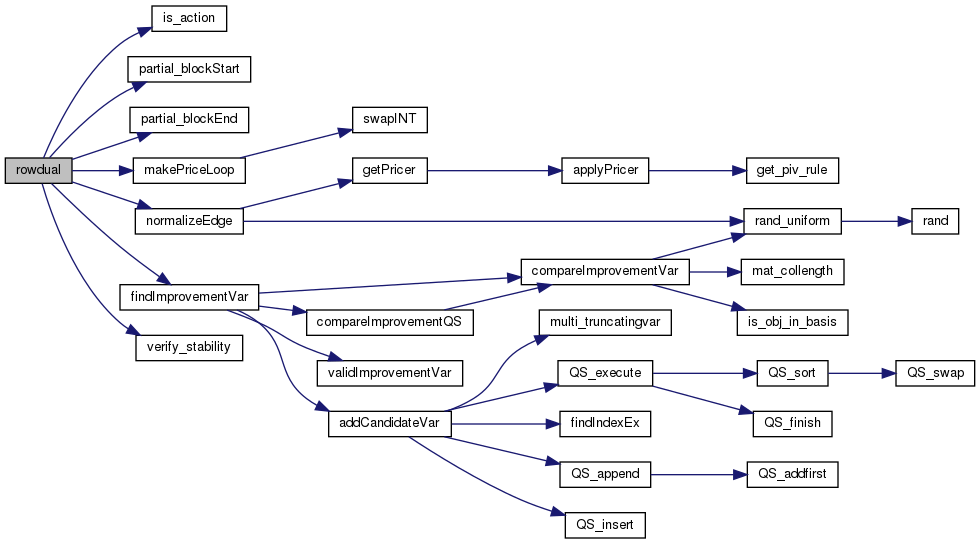 is_action
partial_blockStart
partial_blockEnd
swapINT
rowdual
makePriceLoop
getPricer
applyPricer
get_piv_rule
normalizeEdge
rand_uniform
rand
compareImprovementVar
mat_collength
findImprovementVar
compareImprovementQS
multi_truncatingvar
is_obj_in_basis
verify_stability
validImprovementVar
QS_execute
QS_sort
QS_swap
addCandidateVar
findIndexEx
QS_finish
QS_append
QS_addfirst
QS_insert